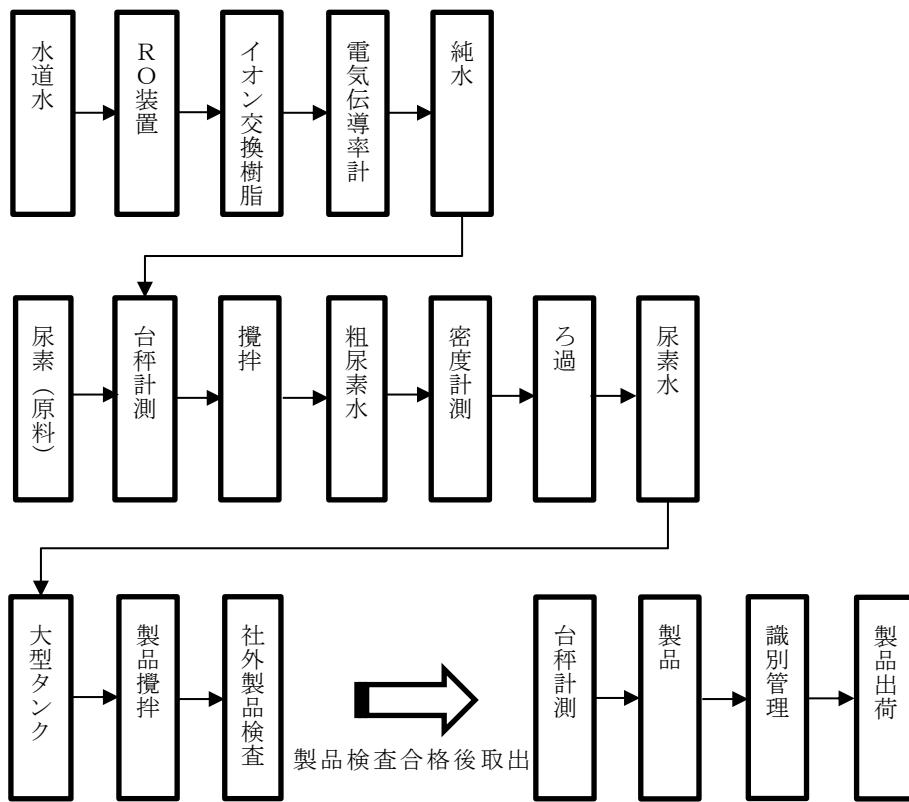 水道水
RO装置
イオン交換樹脂
電気伝導率計
純水
尿素（原料）
台秤計測
攪拌
粗尿素水
密度計測
ろ過
尿素水
大型タンク
製品攪拌
社外製品検査
製品検査合格後取出
台秤計測
製品
識別管理
製品出荷